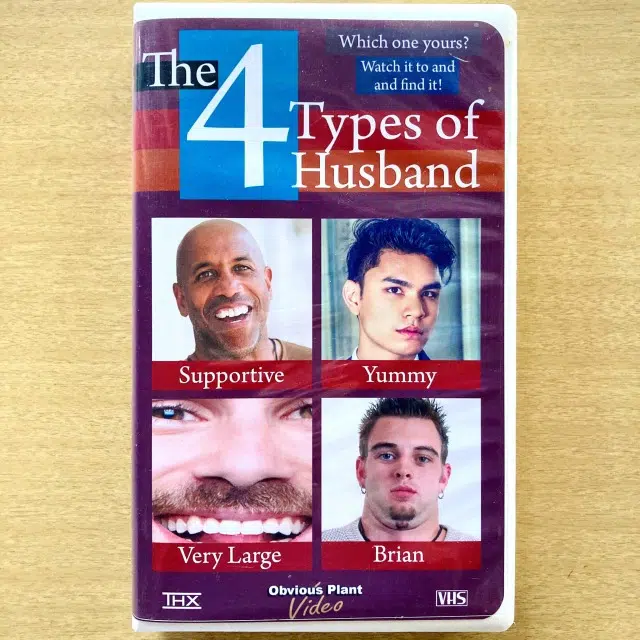 Which one yours?
Watch it to and
and find it!
The 4
Types of
Husband
Supportive
Yummy
Very Large
Brian
THX
Obvious Plant
Video
VHS